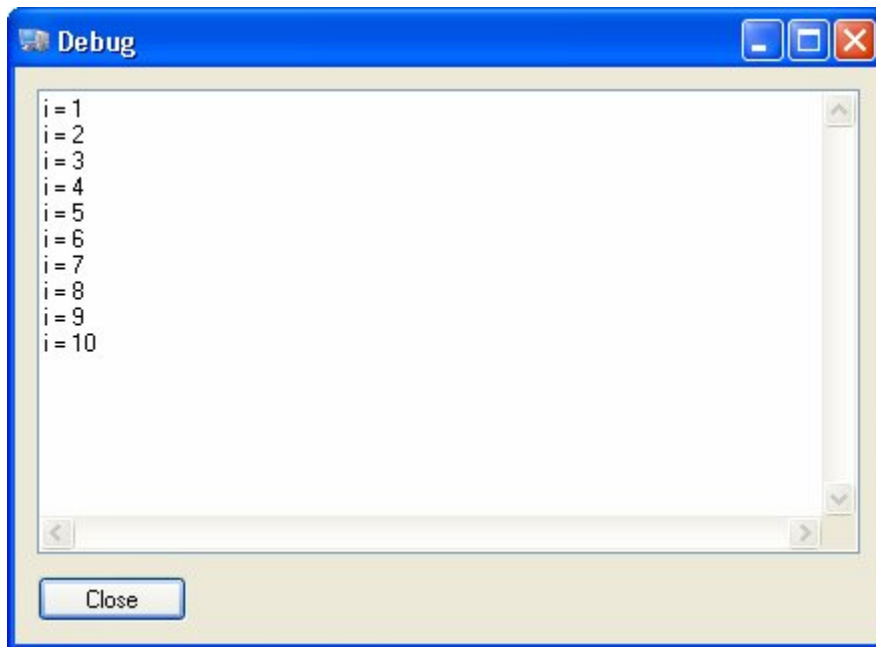 Debug
i = 1
i = 2
i = 3
i = 4
i = 5
i = 6
i = 7
i = 8
i = 9
i = 10
Close